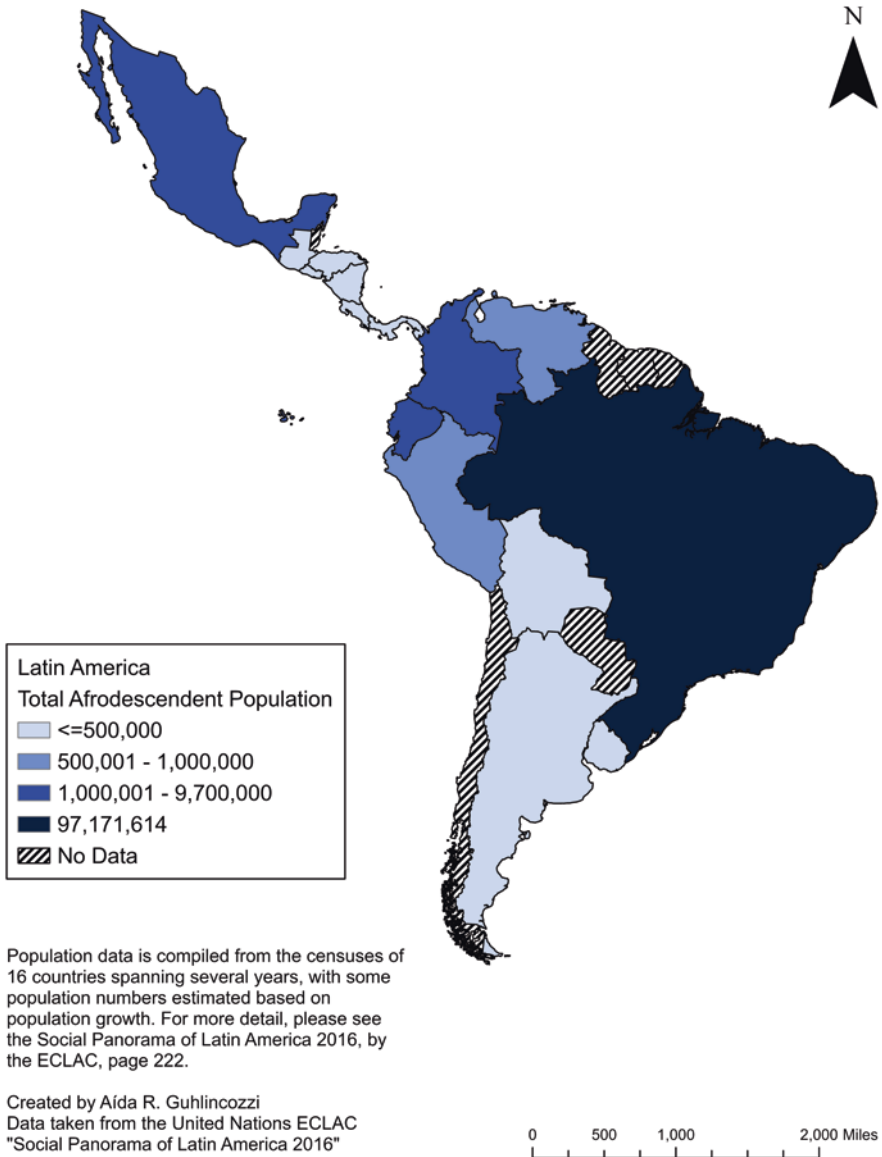 N
Latin America
Total Afrodescendent Population
<=500,000
500,001 - 1,000,000
1,000,001 - 9,700,000
97,171,614
No Data
Population data is compiled from the censuses of
16 countries spanning several years, with some
population numbers estimated based on
population growth. For more detail, please see
the Social Panorama of Latin America 2016, by
the ECLAC, page 222.
Created by Aída R. Guhlincozzi
Data taken from the United Nations ECLAC
"Social Panorama of Latin America 2016"
0 500 1,000 2,000 Miles